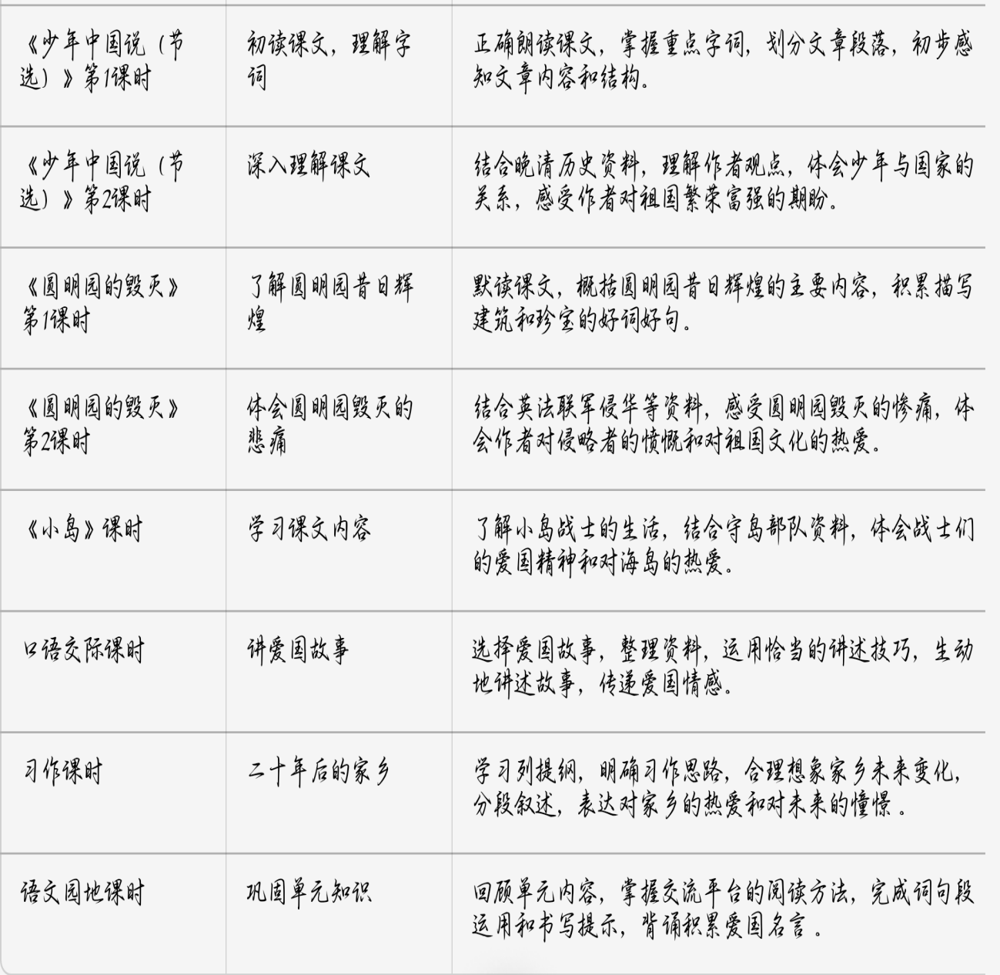 《少年中国说（节
选）》第1课时
初读课文，理解字
词
正确朗读课文，掌握重点字词，划分文章段落，初步感
知文章内容和结构。
《少年中国说（节
选）》第2课时
深入理解课文
结合晚清历史资料，理解作者观点，体会少年与国家的
关系，感受作者对祖国繁荣富强的期盼。
《圆明园的毁灭》
第1课时
了解圆明园昔日辉
煌
默读课文，概括圆明园昔日辉煌的主要内容，积累描写
建筑和珍宝的好词好句。
《圆明园的毁灭》
第2课时
体会圆明园毁灭的
悲痛
结合英法联军侵华等资料，感受圆明园毁灭的惨痛，体
会作者对侵略者的愤慨和对祖国文化的热爱。
《小岛》课时
学习课文内容
了解小岛战士的生活，结合守岛部队资料，体会战士们
的爱国精神和对海岛的热爱。
口语交际课时
讲爱国故事
选择爱国故事，整理资料，运用恰当的讲述技巧，生动
地讲述故事，传递爱国情感。
习作课时
二十年后的家乡
学习列提纲，明确习作思路，合理想象家乡未来变化，
分段叙述，表达对家乡的热爱和对未来的憧憬 。
语文园地课时
巩固单元知识
回顾单元内容，掌握交流平台的阅读方法，完成词句段
运用和书写提示，背诵积累爱国名言 。